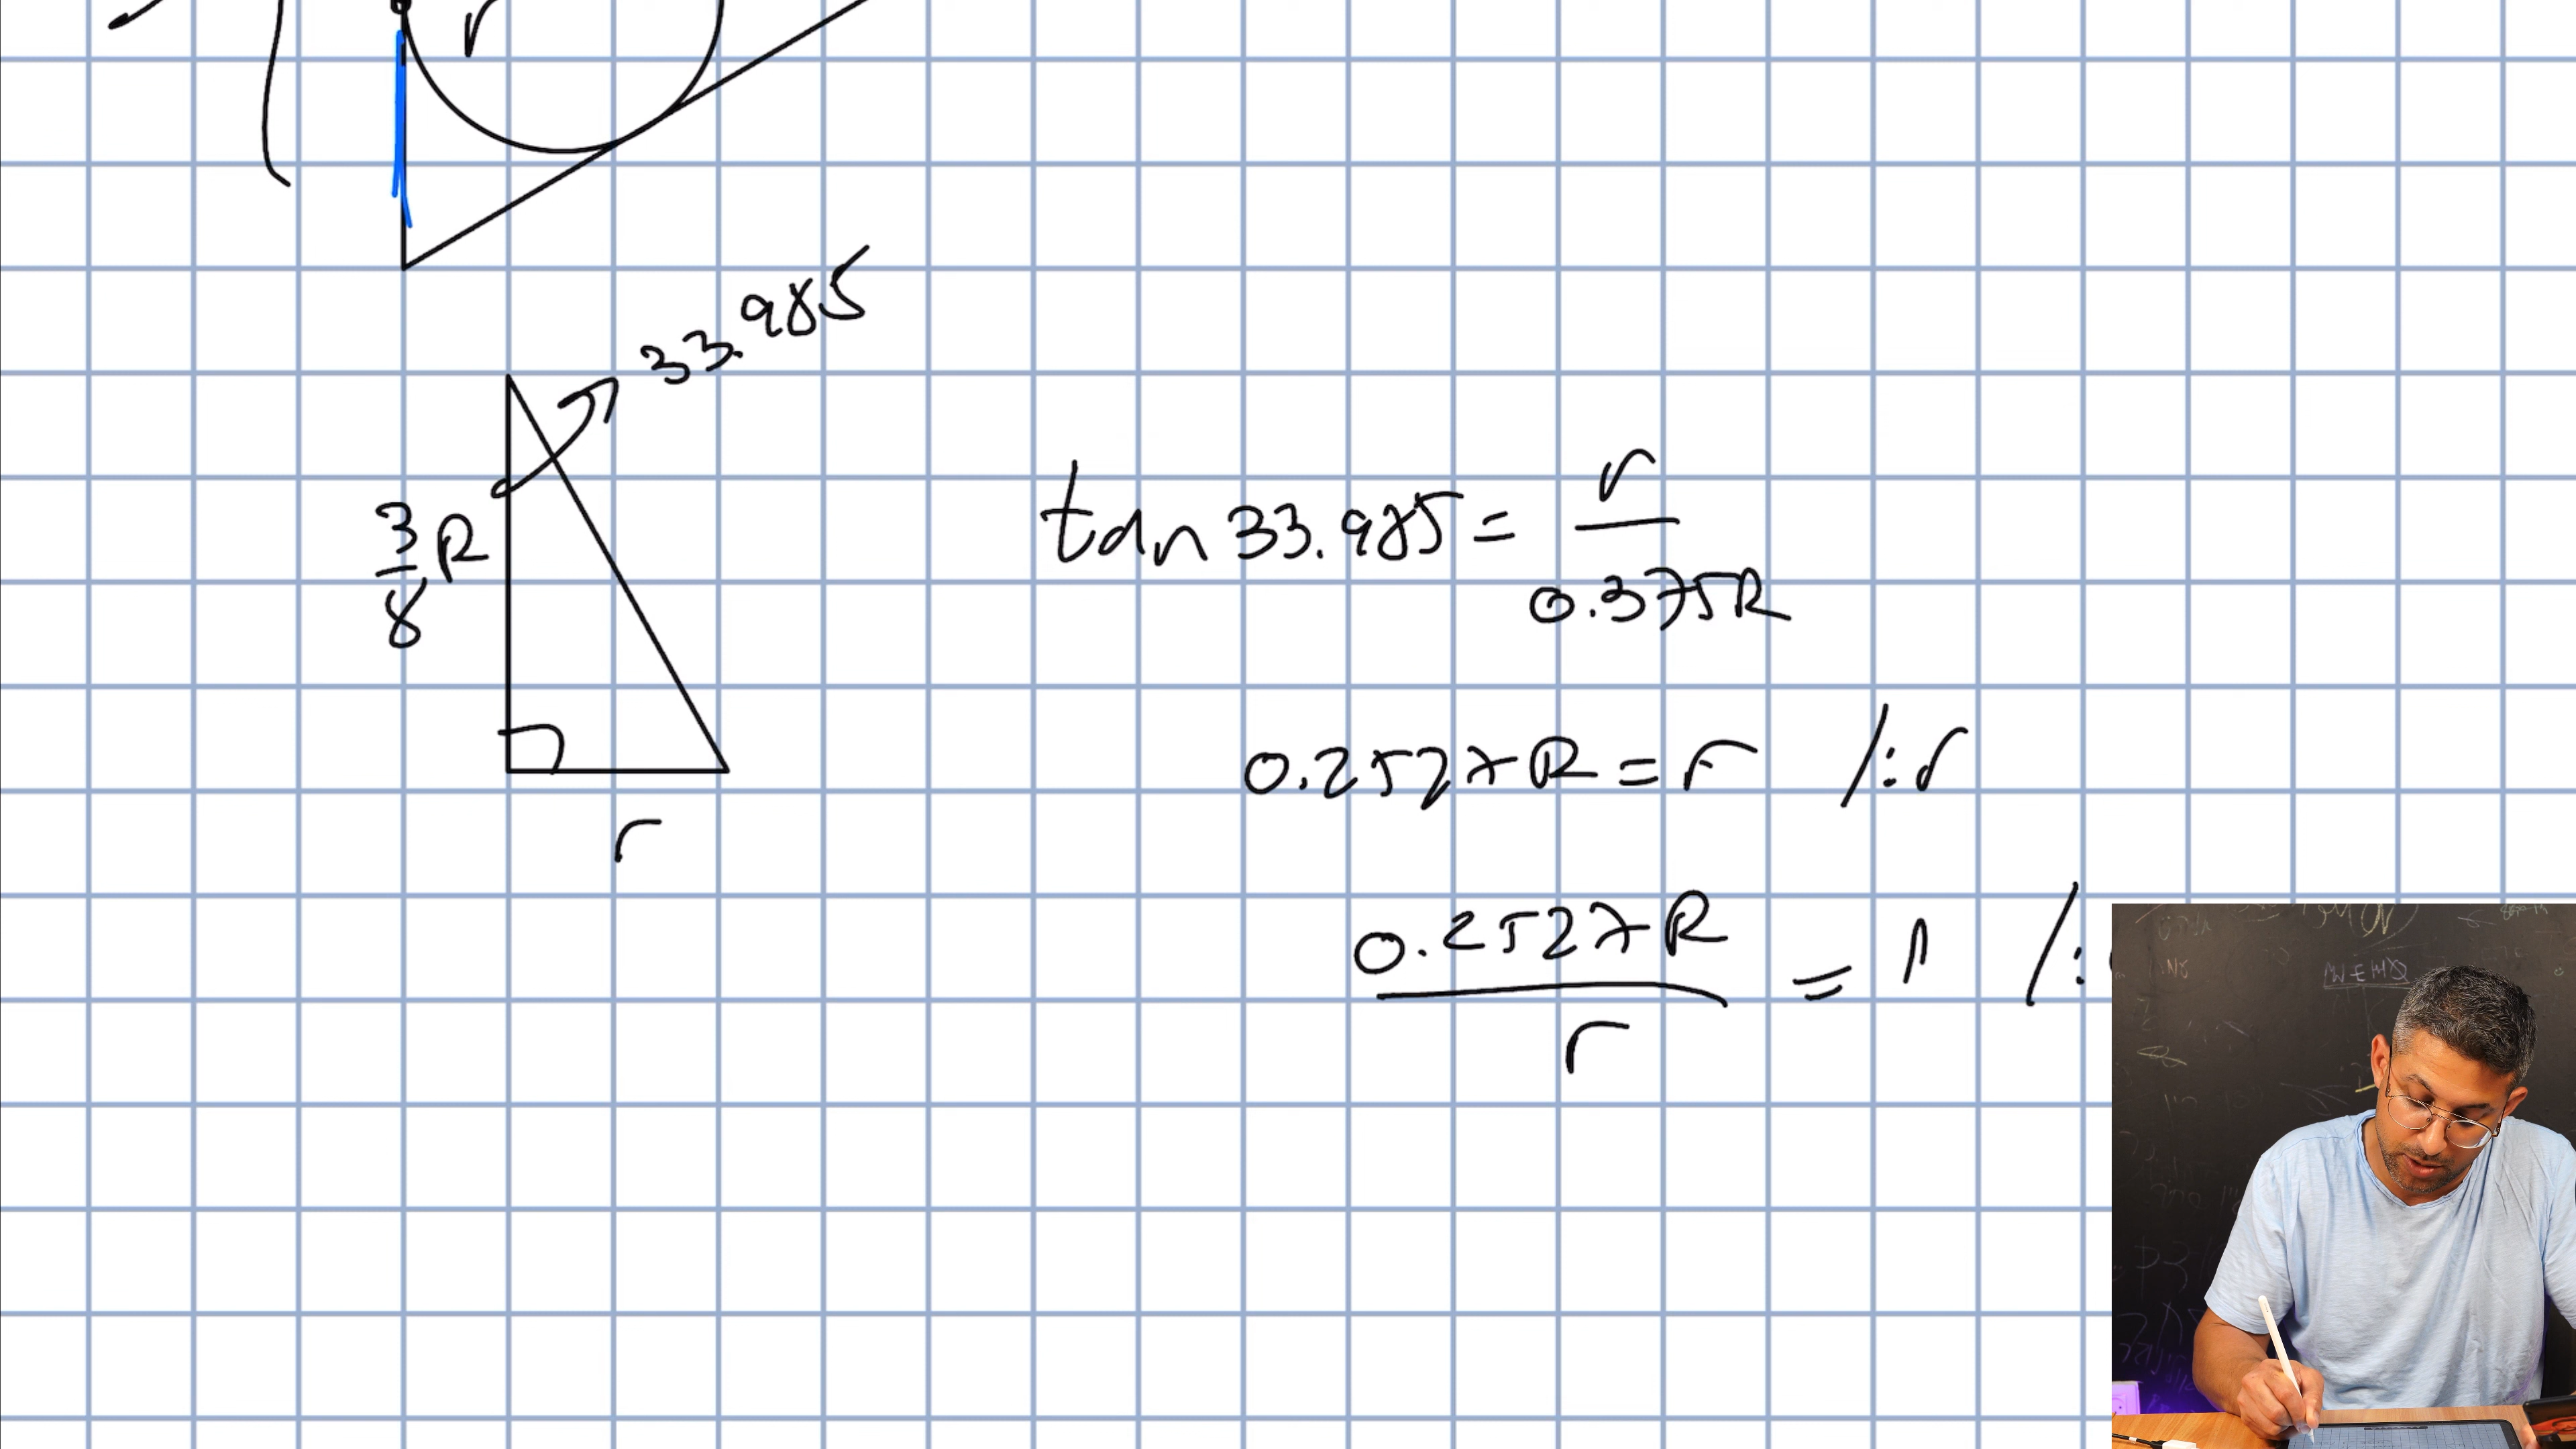 r
33.985
3/8 R
r
tan 33.985 = r / 0.375R
0.2527R = r /:r
0.2527R / r = 1 /: